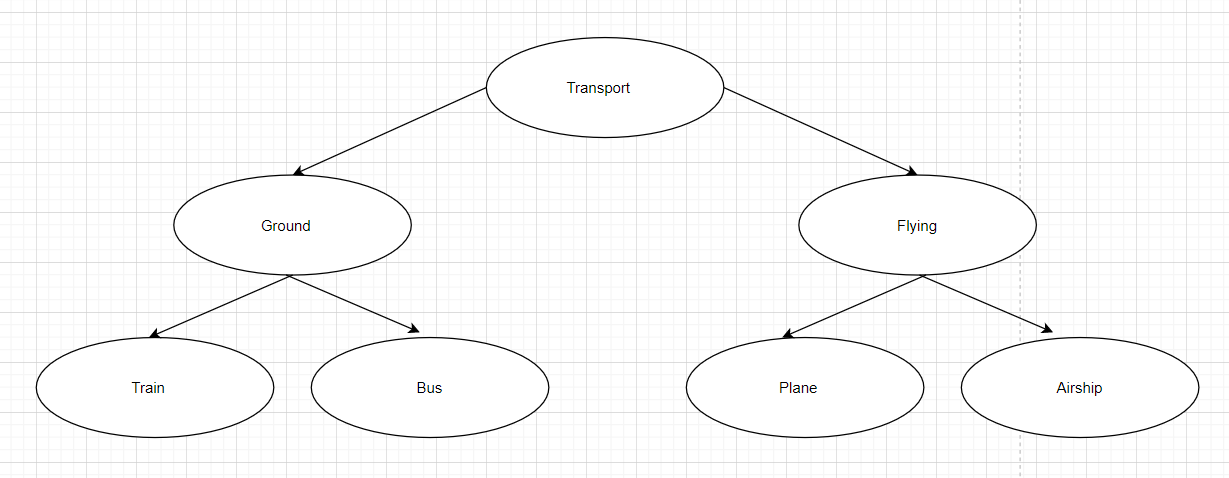 Transport
Ground
Flying
Train
Bus
Plane
Airship